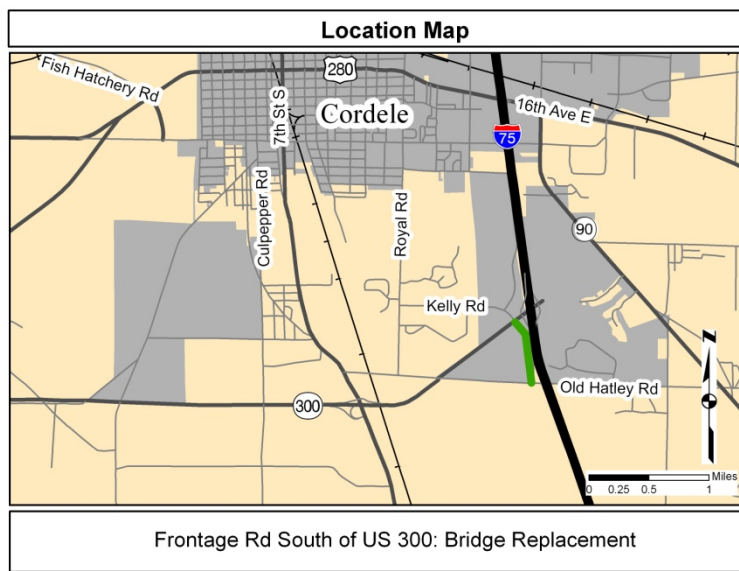 Location Map
Fish Hatchery Rd
280
7th St S
Cordele
16th Ave E
75
Culpepper Rd
Royal Rd
90
Kelly Rd
Old Hatley Rd
300
N
Miles
0 0.25 0.5 1
Frontage Rd South of US 300: Bridge Replacement